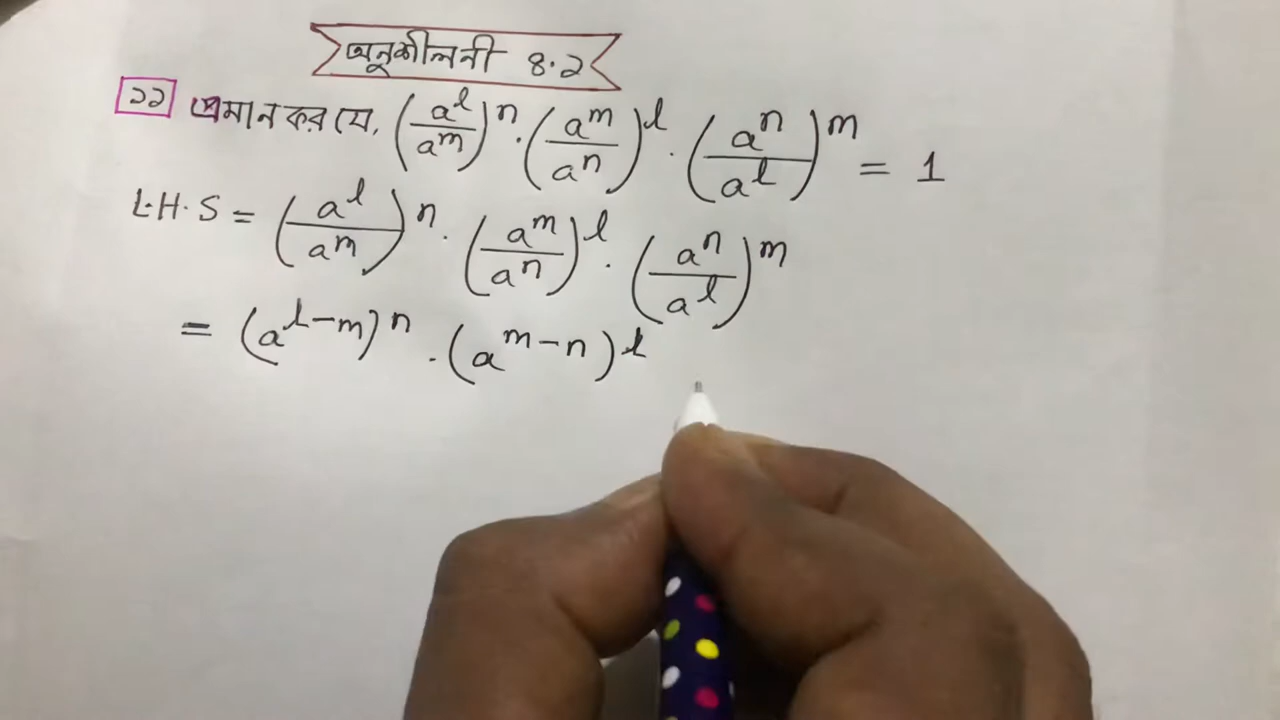 অনুশীলনী ৪.২
১১ প্রমান কর যে, (a^l/a^m)^n · (a^m/a^n)^l · (a^n/a^l)^m = 1
L.H.S = (a^l/a^m)^n · (a^m/a^n)^l · (a^n/a^l)^m
= (a^{l-m})^n · (a^{m-n})^l